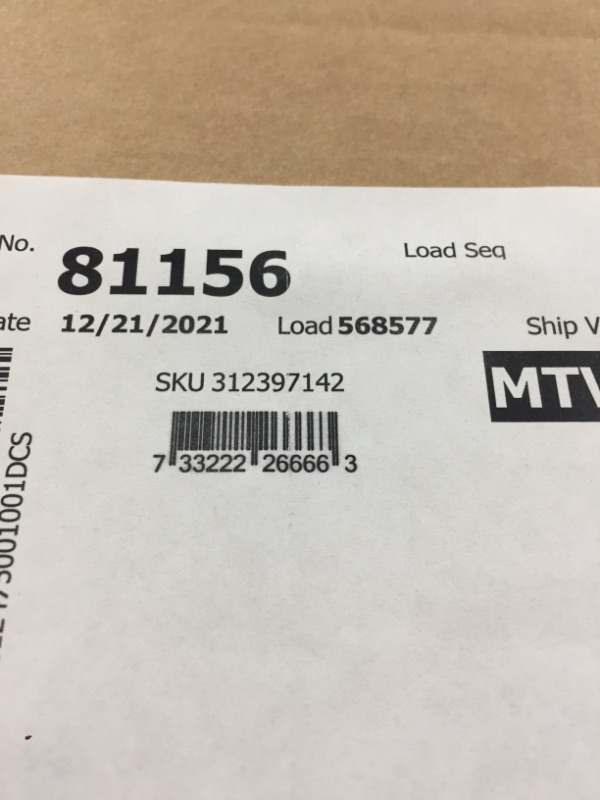 No. 81156 Load Seq
ate 12/21/2021 Load 568577 Ship V
SKU 312397142
MTV
7 33222 26666 3
5001001DCS